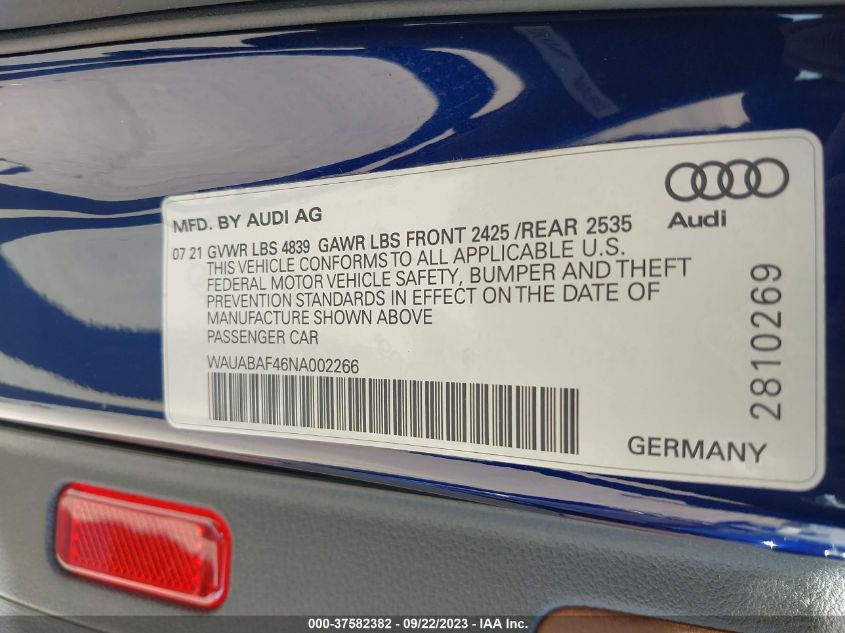 MFD. BY AUDI AG
Audi
07 21 GVWR LBS 4839 GAWR LBS FRONT 2425 /REAR 2535
THIS VEHICLE CONFORMS TO ALL APPLICABLE U.S.
FEDERAL MOTOR VEHICLE SAFETY, BUMPER AND THEFT
PREVENTION STANDARDS IN EFFECT ON THE DATE OF
MANUFACTURE SHOWN ABOVE
PASSENGER CAR
WAUABAF46NA002266
2810269
GERMANY
000-37582382 - 09/22/2023 - IAA Inc.